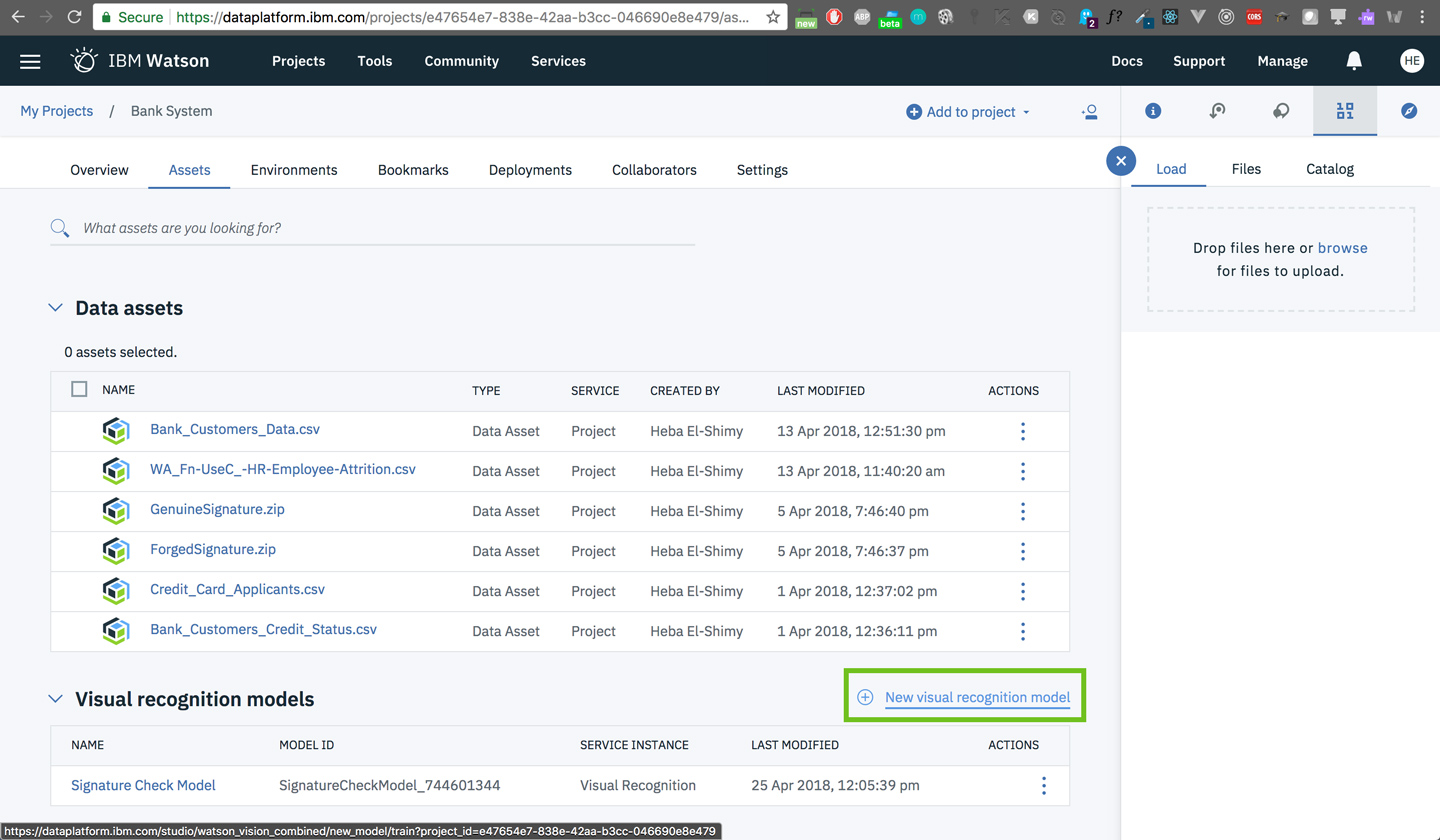 Secure https://dataplatform.ibm.com/projects/e47654e7-838e-42aa-b3cc-046690e8e479/as...
new ABP beta m K 2 f? CORS rw
IBM Watson Projects Tools Community Services Docs Support Manage HE
My Projects / Bank System Add to project
Overview Assets Environments Bookmarks Deployments Collaborators Settings
Load Files Catalog
What assets are you looking for?
Drop files here or browse
for files to upload.
Data assets
0 assets selected.
NAME TYPE SERVICE CREATED BY LAST MODIFIED ACTIONS
Bank_Customers_Data.csv Data Asset Project Heba El-Shimy 13 Apr 2018, 12:51:30 pm
WA_Fn-UseC_-HR-Employee-Attrition.csv Data Asset Project Heba El-Shimy 13 Apr 2018, 11:40:20 am
GenuineSignature.zip Data Asset Project Heba El-Shimy 5 Apr 2018, 7:46:40 pm
ForgedSignature.zip Data Asset Project Heba El-Shimy 5 Apr 2018, 7:46:37 pm
Credit_Card_Applicants.csv Data Asset Project Heba El-Shimy 1 Apr 2018, 12:37:02 pm
Bank_Customers_Credit_Status.csv Data Asset Project Heba El-Shimy 1 Apr 2018, 12:36:11 pm
Visual recognition models New visual recognition model
NAME MODEL ID SERVICE INSTANCE LAST MODIFIED ACTIONS
Signature Check Model SignatureCheckModel_744601344 Visual Recognition 25 Apr 2018, 12:05:39 pm
https://dataplatform.ibm.com/studio/watson_vision_combined/new_model/train?project_id=e47654e7-838e-42aa-b3cc-046690e8e479